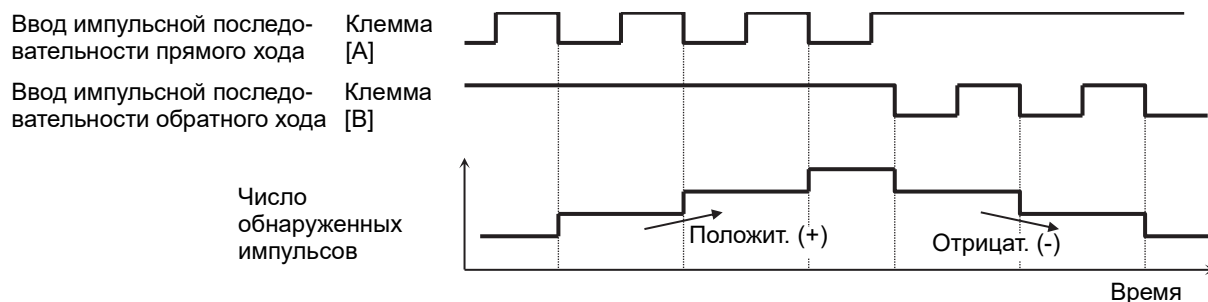 Ввод импульсной последо- Клемма
вательности прямого хода [A]
Ввод импульсной последо- Клемма
вательности обратного хода [B]
Число
обнаруженных
импульсов
Положит. (+)
Отрицат. (-)
Время